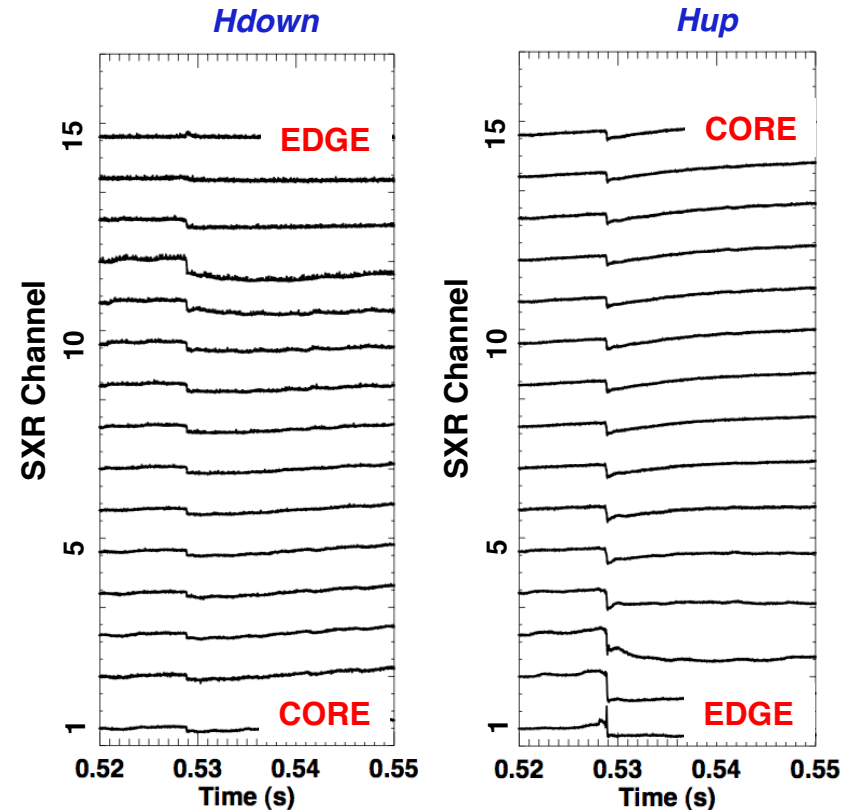 Hdown
SXR Channel
15
10
5
1
EDGE
CORE
0.52 0.53 0.54 0.55
Time (s)
Hup
SXR Channel
15
10
5
1
CORE
EDGE
0.52 0.53 0.54 0.55
Time (s)